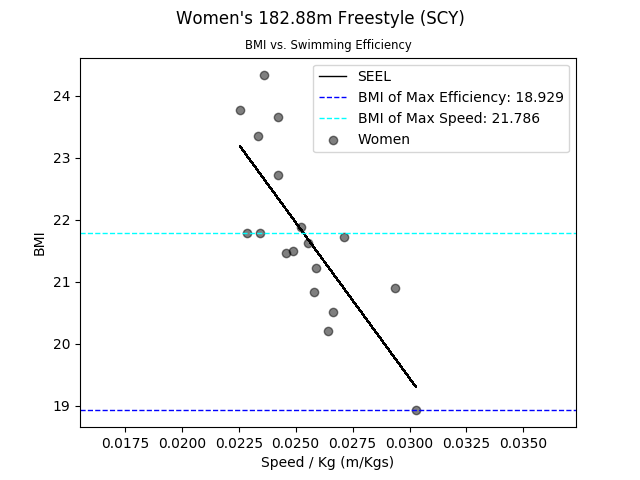 Women's 182.88m Freestyle (SCY)
BMI vs. Swimming Efficiency
SEEL
BMI of Max Efficiency: 18.929
BMI of Max Speed: 21.786
Women
24
23
22
21
20
19
BMI
0.0175
0.0200
0.0225
0.0250
0.0275
0.0300
0.0325
0.0350
Speed / Kg (m/Kgs)